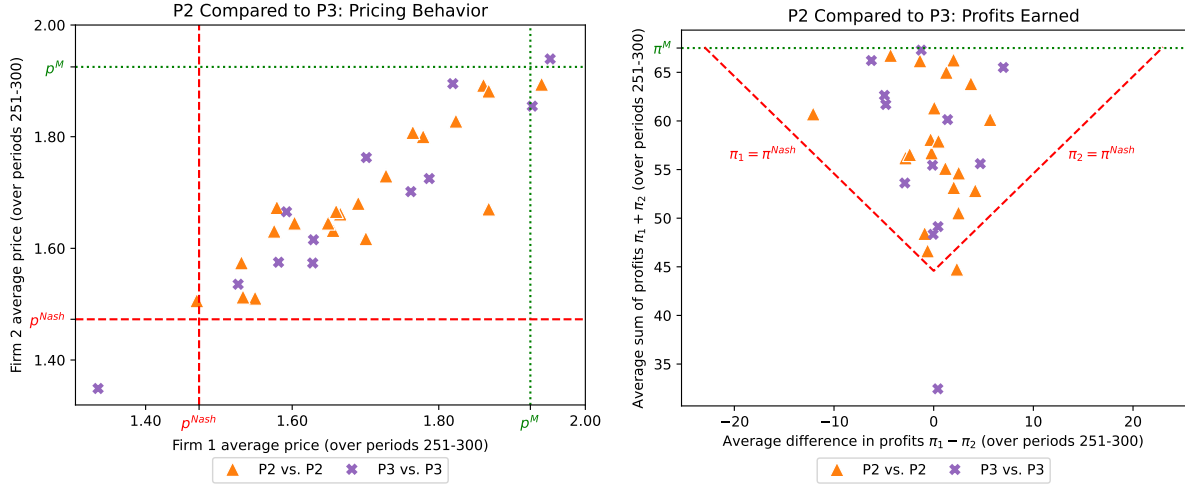 P2 Compared to P3: Pricing Behavior
Firm 2 average price (over periods 251-300)
2.00
p^M
1.80
1.60
p^Nash
1.40
1.40
1.60
1.80
2.00
p^Nash
p^M
Firm 1 average price (over periods 251-300)
P2 vs. P2
P3 vs. P3
P2 Compared to P3: Profits Earned
Average sum of profits π₁ + π₂ (over periods 251-300)
π^M
65
60
55
50
45
40
35
π₁ = π^Nash
π₂ = π^Nash
−20
−10
0
10
20
Average difference in profits π₁ − π₂ (over periods 251-300)
P2 vs. P2
P3 vs. P3